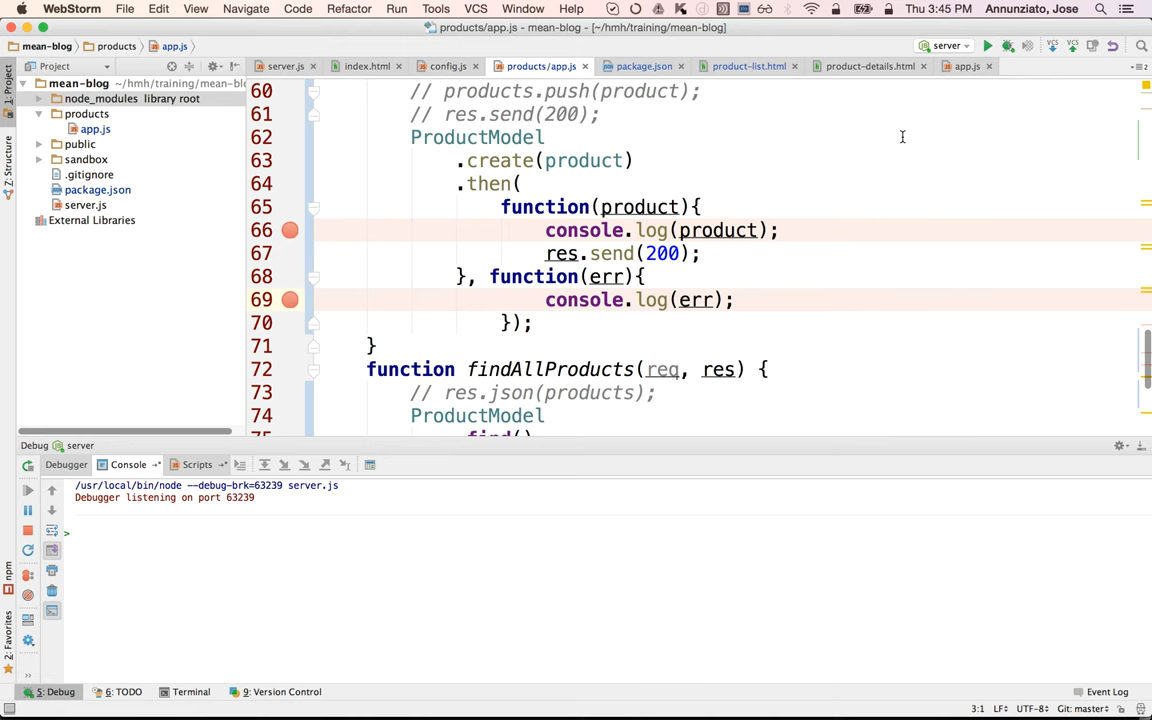 WebStorm File Edit View Navigate Code Refactor Run Tools VCS Window Help Thu 3:45 PM Annunziato, Jose
products/app.js - mean-blog - [~/hmh/training/mean-blog]
mean-blog products app.js server
Project server.js index.html config.js products/app.js package.json product-list.html product-details.html app.js
1: Project
Z: Structure
mean-blog ~/hmh/training/mean-b
node_modules library root
products
app.js
public
sandbox
.gitignore
package.json
server.js
External Libraries
60 // products.push(product);
61 // res.send(200);
62 ProductModel
63 .create(product)
64 .then(
65 function(product){
66 console.log(product);
67 res.send(200);
68 }, function(err){
69 console.log(err);
70 });
71 }
72 function findAllProducts(req, res) {
73 // res.json(products);
74 ProductModel
75 .find()
Debug server
Debugger Console Scripts
/usr/local/bin/node --debug-brk=63239 server.js
Debugger listening on port 63239
>
npm
2: Favorites
5: Debug 6: TODO Terminal 9: Version Control Event Log
3:1 LF÷ UTF-8÷ Git: master÷